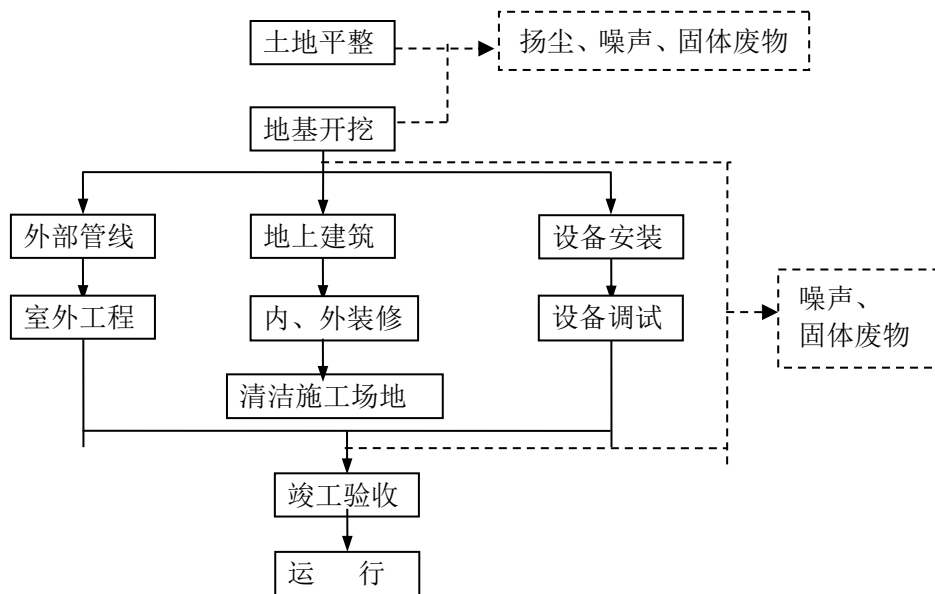 土地平整
扬尘、噪声、固体废物
地基开挖
外部管线
地上建筑
设备安装
室外工程
内、外装修
设备调试
噪声、
固体废物
清洁施工场地
竣工验收
运 行